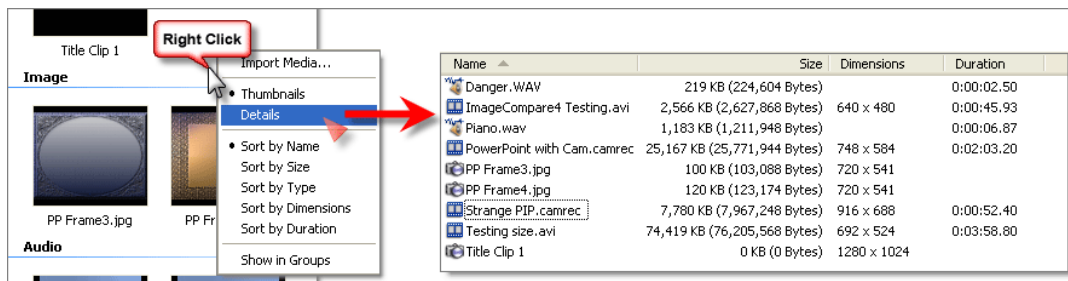 Title Clip 1
Image
PP Frame3.jpg
PP Fr
Audio
Right Click
Import Media...
Thumbnails
Details
Sort by Name
Sort by Size
Sort by Type
Sort by Dimensions
Sort by Duration
Show in Groups
Name Size Dimensions Duration
Danger.WAV 219 KB (224,604 Bytes) 0:00:02.50
ImageCompare4 Testing.avi 2,566 KB (2,627,868 Bytes) 640 x 480 0:00:45.93
Piano.wav 1,183 KB (1,211,948 Bytes) 0:00:06.87
PowerPoint with Cam.camrec 25,167 KB (25,771,944 Bytes) 748 x 584 0:02:03.20
PP Frame3.jpg 100 KB (103,088 Bytes) 720 x 541
PP Frame4.jpg 120 KB (123,174 Bytes) 720 x 541
Strange PIP.camrec 7,780 KB (7,967,248 Bytes) 916 x 688 0:00:52.40
Testing size.avi 74,419 KB (76,205,568 Bytes) 692 x 524 0:03:58.80
Title Clip 1 0 KB (0 Bytes) 1280 x 1024